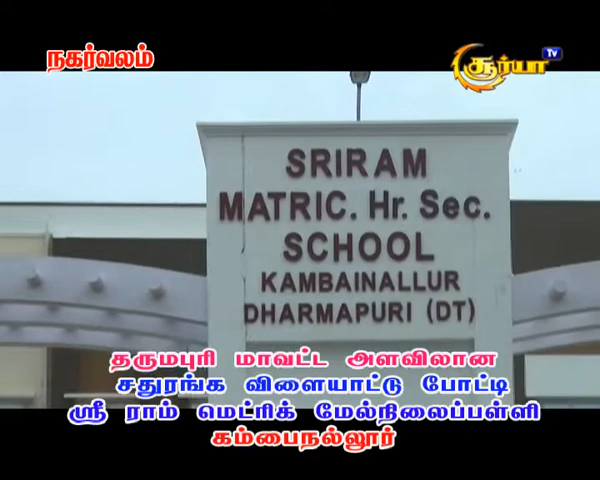 நகர்வலம்
சூர்யா Tv
SRIRAM
MATRIC. Hr. Sec.
SCHOOL
KAMBAINALLUR
DHARMAPURI (DT)
தருமபுரி மாவட்ட அளவிலான
சதுரங்க விளையாட்டு போட்டி
ஸ்ரீ ராம் மெட்ரிக் மேல்நிலைப்பள்ளி
கம்பைநல்லூர்